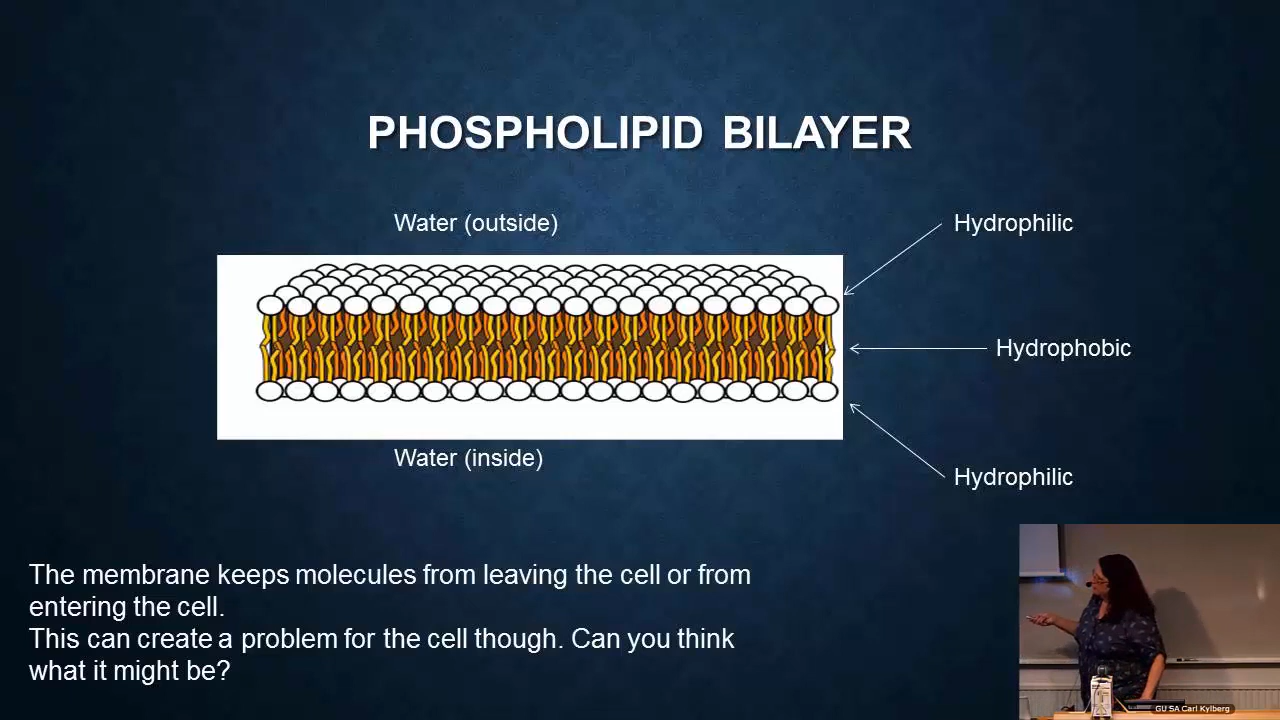 PHOSPHOLIPID BILAYER
Water (outside)
Hydrophilic
Hydrophobic
Water (inside)
Hydrophilic
The membrane keeps molecules from leaving the cell or from
entering the cell.
This can create a problem for the cell though. Can you think
what it might be?
GU SA Carl Kylberg